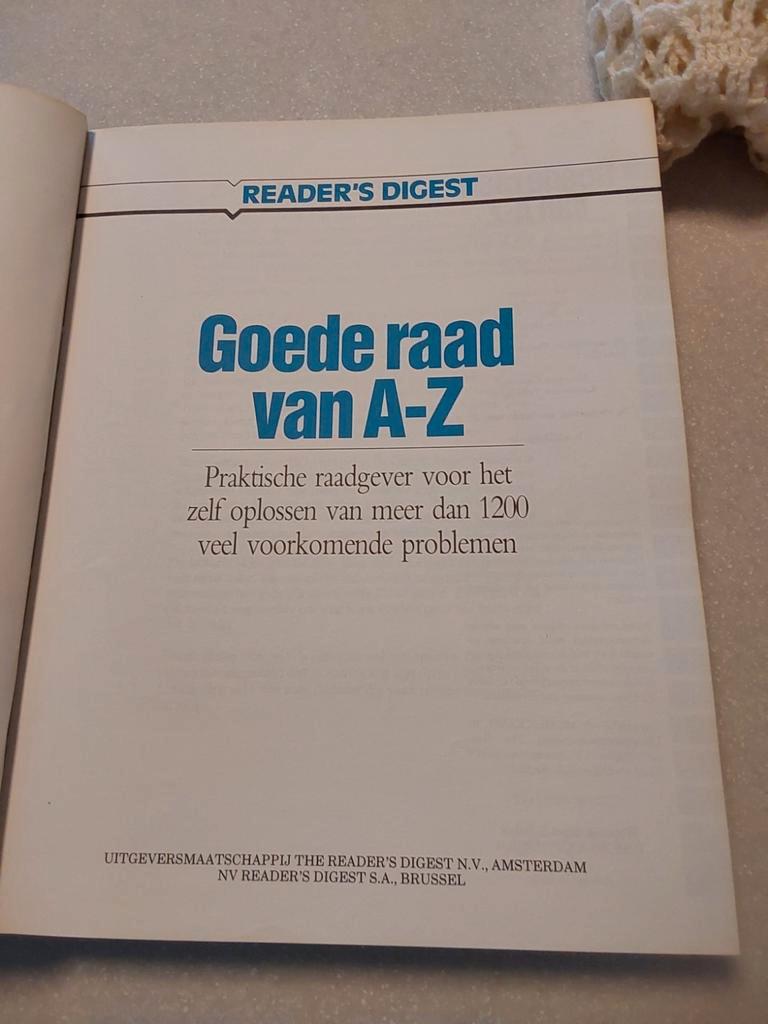 READER'S DIGEST
Goede raad
van A-Z
Praktische raadgever voor het
zelf oplossen van meer dan 1200
veel voorkomende problemen
UITGEVERSMAATSCHAPPIJ THE READER'S DIGEST N.V., AMSTERDAM
NV READER'S DIGEST S.A., BRUSSEL